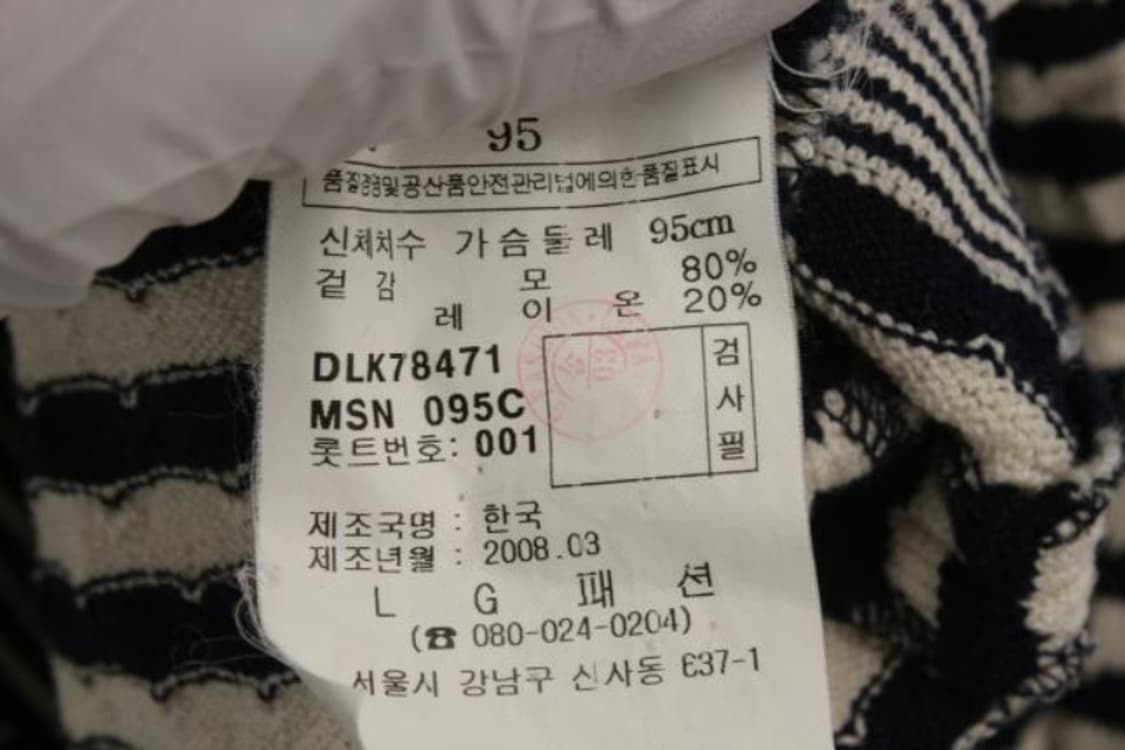 95
품질경영및공산품안전관리법에의한품질표시
신체치수 가슴둘레 95cm
겉감 모 80%
레이온 20%
DLK78471
MSN 095C
롯트번호: 001
검사필
제조국명 : 한국
제조년월 : 2008.03
LG패션
(☎ 080-024-0204)
서울시 강남구 신사동 637-1